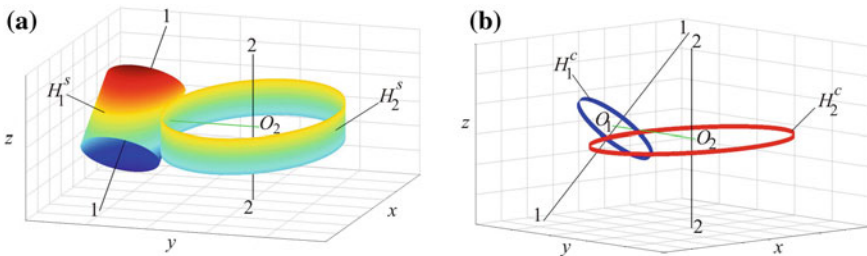 (a)
1
2
H₁ˢ
H₂ˢ
O₂
z
1
2
x
y
(b)
1
2
H₁ᶜ
H₂ᶜ
O₁
z
O₂
1
2
y
x